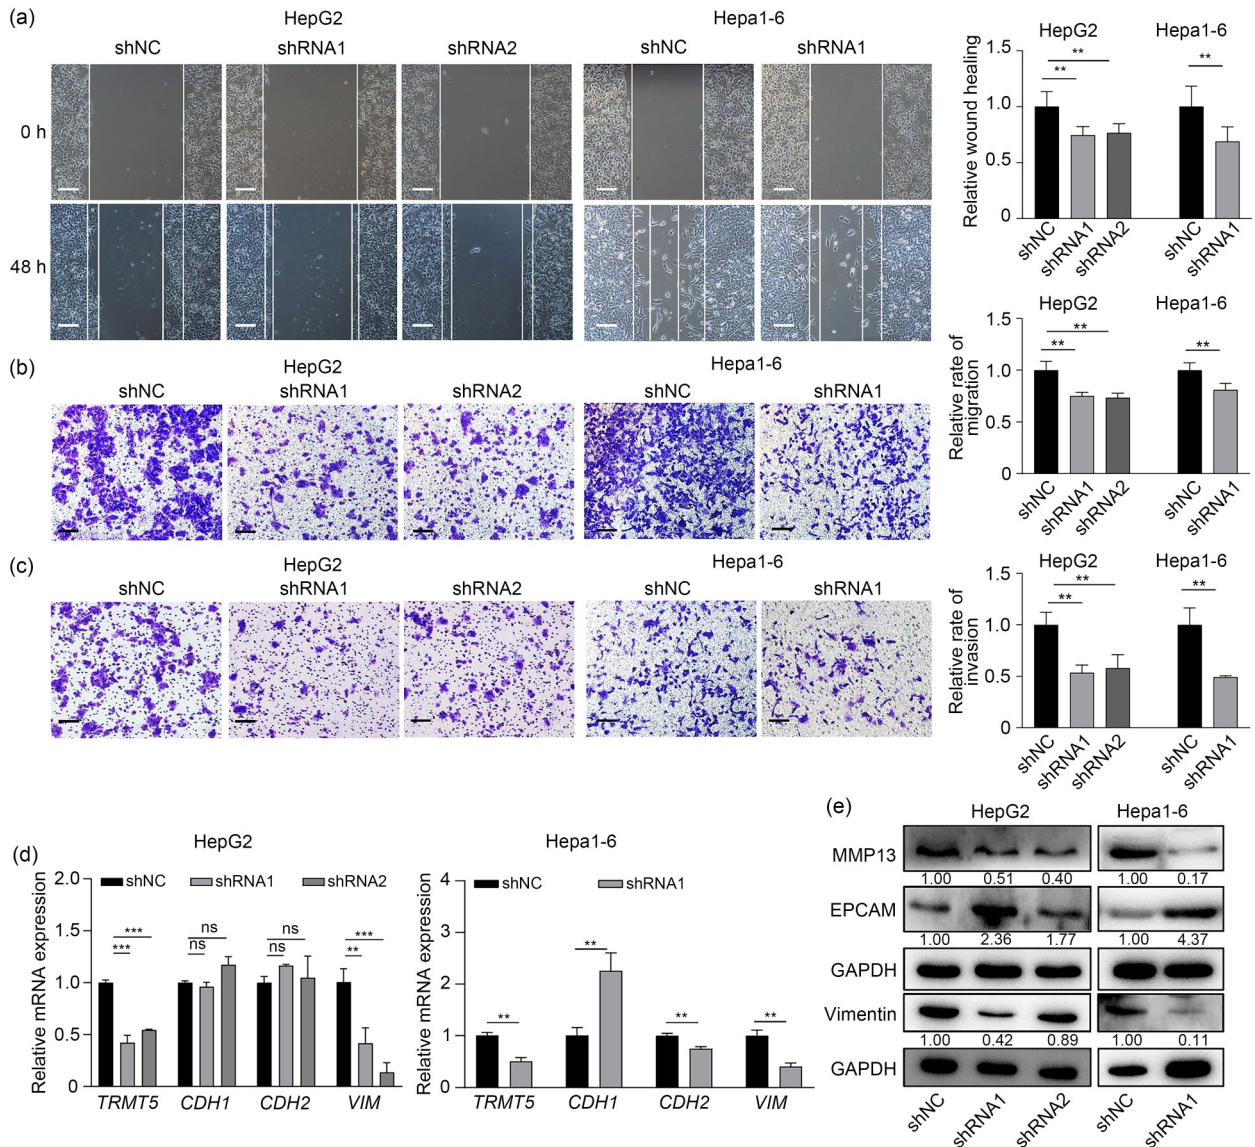 (a)
HepG2
Hepa1-6
shNC shRNA1 shRNA2 shNC shRNA1
0 h
48 h
HepG2 Hepa1-6
Relative wound healing
1.5
1.0
0.5
0
** ** **
shNC shRNA1 shRNA2 shNC shRNA1
(b)
HepG2
Hepa1-6
shNC shRNA1 shRNA2 shNC shRNA1
HepG2 Hepa1-6
Relative rate of
migration
1.5
1.0
0.5
0
** ** **
shNC shRNA1 shRNA2 shNC shRNA1
(c)
HepG2
Hepa1-6
shNC shRNA1 shRNA2 shNC shRNA1
HepG2 Hepa1-6
Relative rate of
invasion
1.5
1.0
0.5
0
** ** **
shNC shRNA1 shRNA2 shNC shRNA1
(d)
HepG2
Relative mRNA expression
2.0
1.5
1.0
0.5
0
shNC shRNA1 shRNA2
*** *** ns ns ns ns *** **
TRMT5 CDH1 CDH2 VIM
Hepa1-6
Relative mRNA expression
4
3
2
1
0
shNC shRNA1
** ** ** **
TRMT5 CDH1 CDH2 VIM
(e)
HepG2 Hepa1-6
MMP13
1.00 0.51 0.40 1.00 0.17
EPCAM
1.00 2.36 1.77 1.00 4.37
GAPDH
Vimentin
1.00 0.42 0.89 1.00 0.11
GAPDH
shNC shRNA1 shRNA2 shNC shRNA1